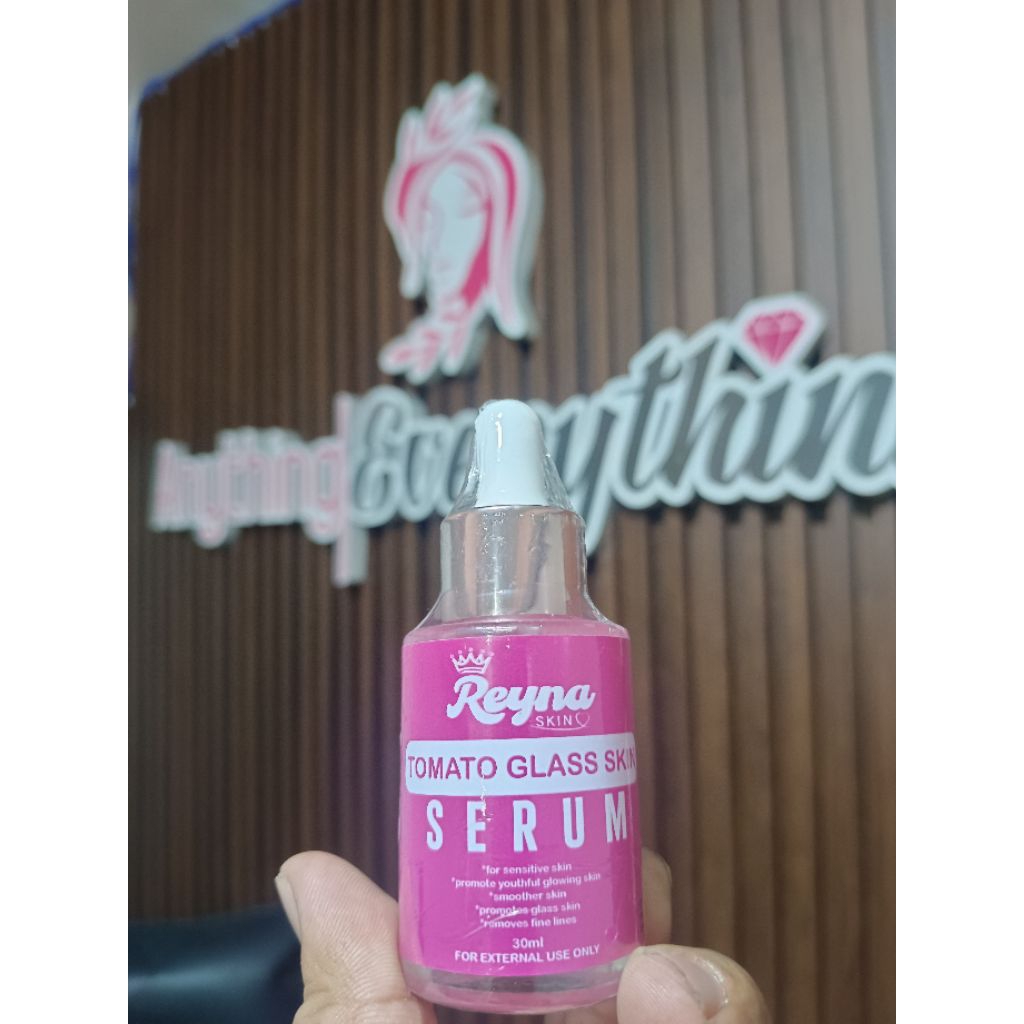 Anything Everythin
Reyna
SKIN
TOMATO GLASS SKIN
SERUM
*for sensitive skin
*promote youthful glowing skin
*smoother skin
*promotes glass skin
*removes fine lines
30ml
FOR EXTERNAL USE ONLY